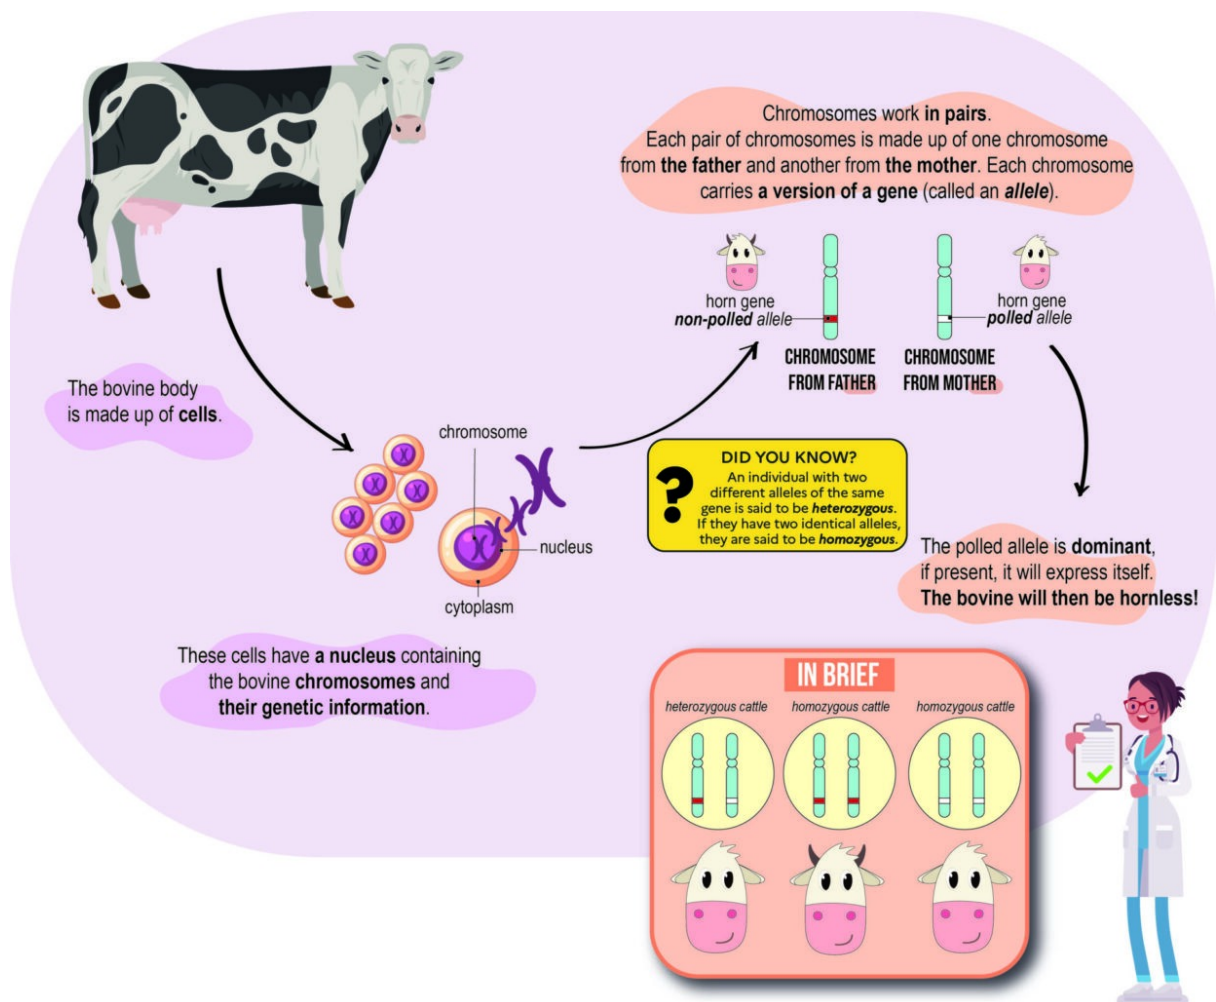 The bovine body
is made up of cells.
chromosome
nucleus
cytoplasm
These cells have a nucleus containing
the bovine chromosomes and
their genetic information.
Chromosomes work in pairs.
Each pair of chromosomes is made up of one chromosome
from the father and another from the mother. Each chromosome
carries a version of a gene (called an allele).
horn gene
non-polled allele
CHROMOSOME
FROM FATHER
CHROMOSOME
FROM MOTHER
horn gene
polled allele
?
DID YOU KNOW?
An individual with two
different alleles of the same
gene is said to be heterozygous.
If they have two identical alleles,
they are said to be homozygous.
The polled allele is dominant,
if present, it will express itself.
The bovine will then be hornless!
IN BRIEF
heterozygous cattle
homozygous cattle
homozygous cattle